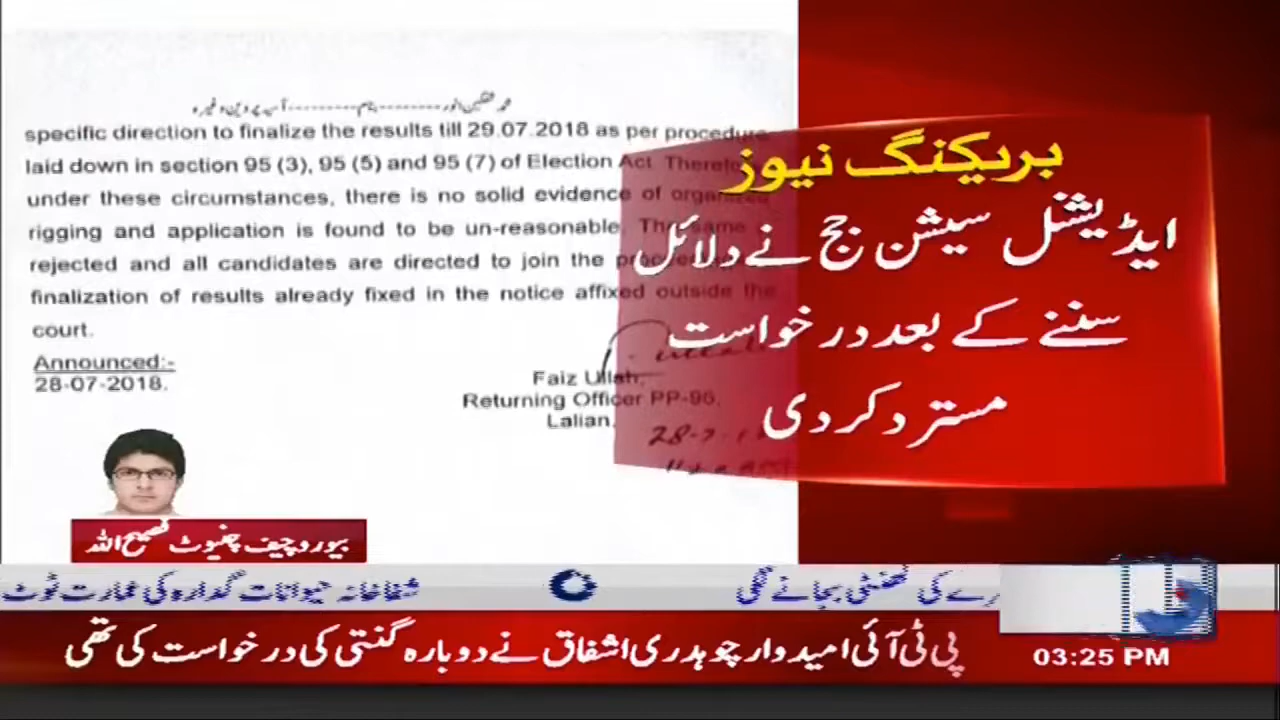 specific direction to finalize the results till 29.07.2018 as per procedure
laid down in section 95 (3), 95 (5) and 95 (7) of Election Act. Therefore
under these circumstances, there is no solid evidence of organized
rigging and application is found to be un-reasonable. The same
rejected and all candidates are directed to join the
finalization of results already fixed in the notice affixed outside the
court.
Announced:-
28-07-2018.
Faiz Ullah,
Returning Officer PP-95,
Lalian.
بریکنگ نیوز
ایڈیشنل سیشن جج نے دلائل
سننے کے بعد درخواست
مسترد کر دی
بیورو چیف چنیوٹ فصیح اللہ
رے کی گھنٹی بجانے لگی
شفاخانہ حیوانات گدارہ کی عمارت ٹوٹ
پی ٹی آئی امیدوار چوہدری اشفاق نے دوبارہ گنتی کی درخواست کی تھی
03:25 PM